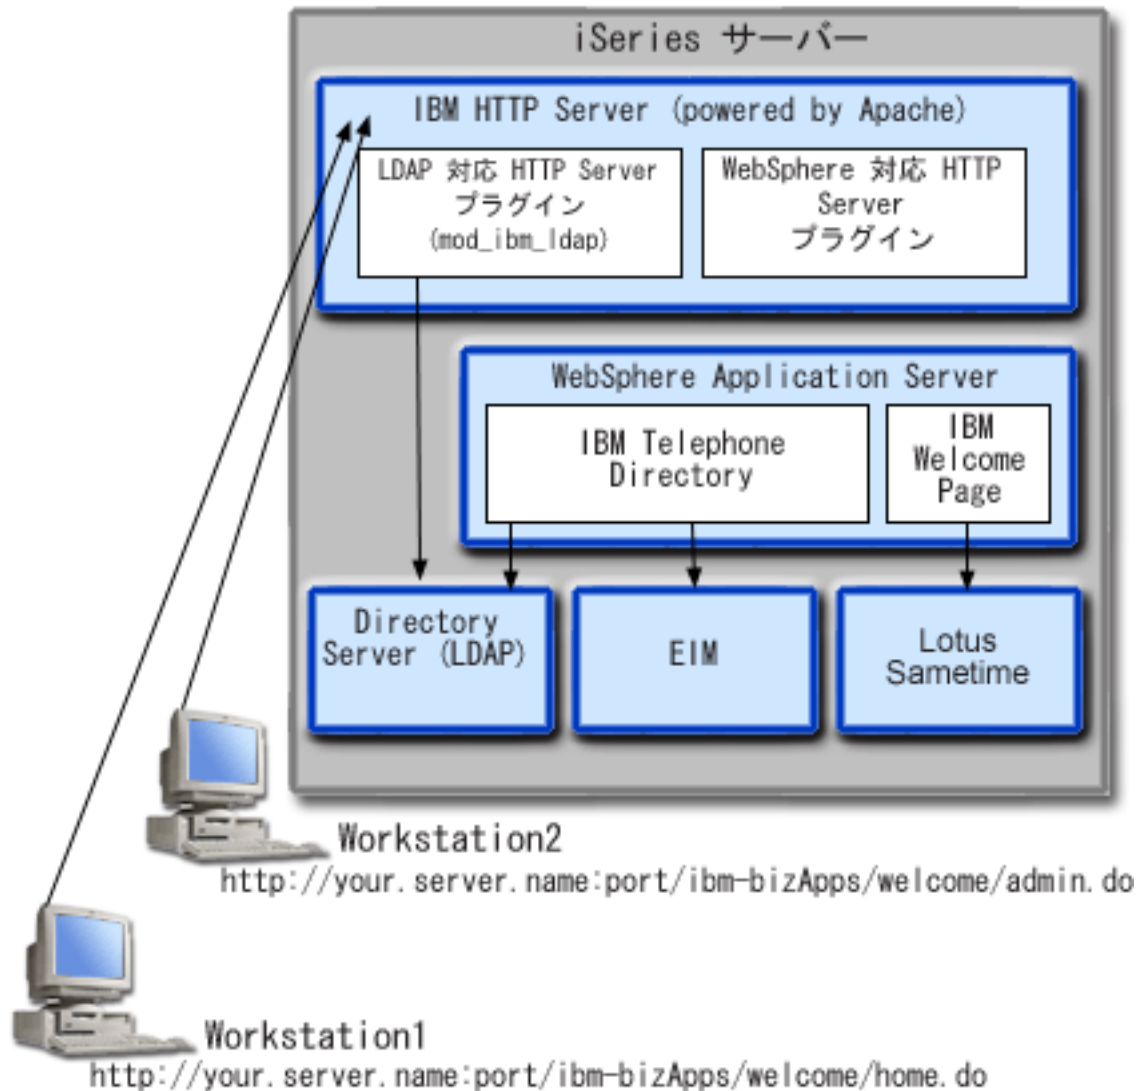 iSeries サーバー
IBM HTTP Server (powered by Apache)
LDAP 対応 HTTP Server
プラグイン
(mod_ibm_ldap)
WebSphere 対応 HTTP
Server
プラグイン
WebSphere Application Server
IBM Telephone
Directory
IBM
Welcome
Page
Directory
Server (LDAP)
EIM
Lotus
Sametime
Workstation2
http://your.server.name:port/ibm-bizApps/welcome/admin.do
Workstation1
http://your.server.name:port/ibm-bizApps/welcome/home.do